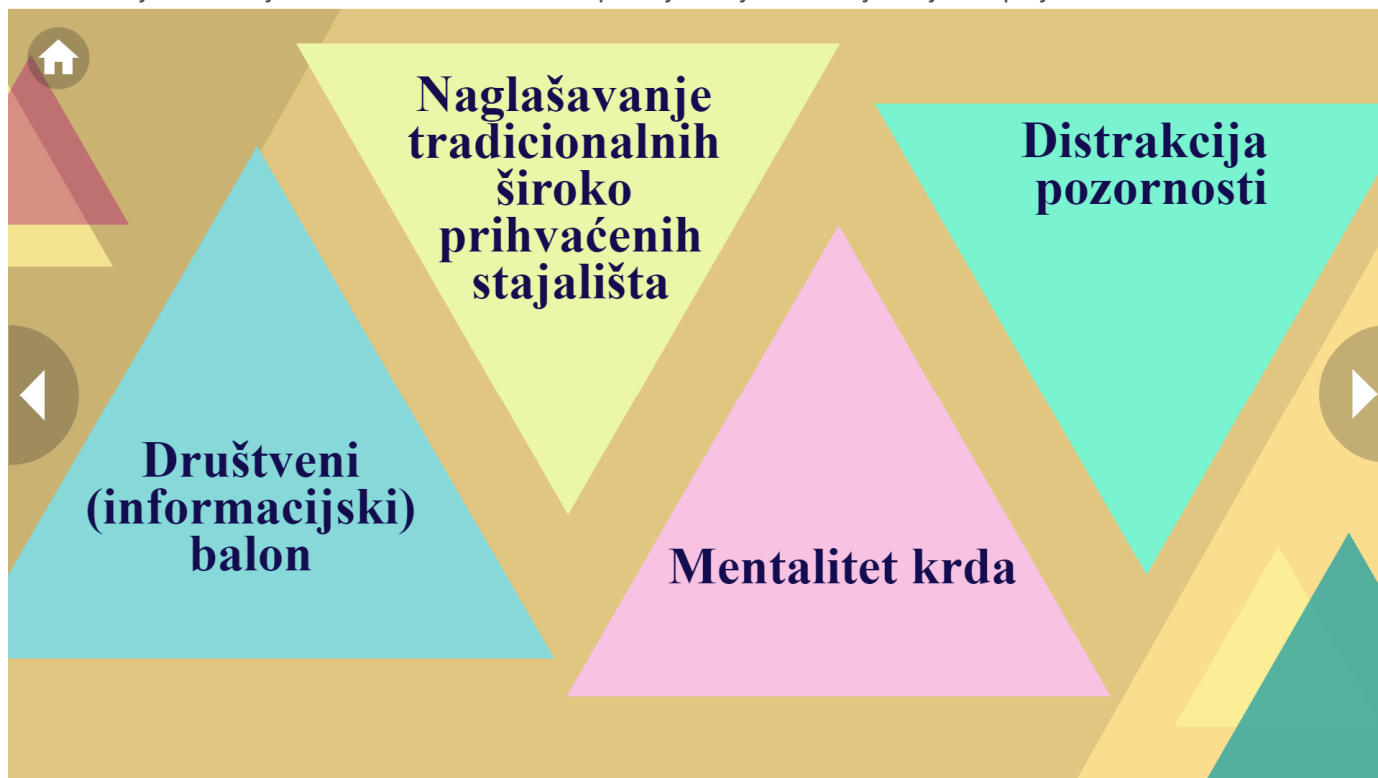 Naglašavanje
tradicionalnih
široko
prihvaćenih
stajališta
Distrakcija
pozornosti
Društveni
(informacijski)
balon
Mentalitet krda